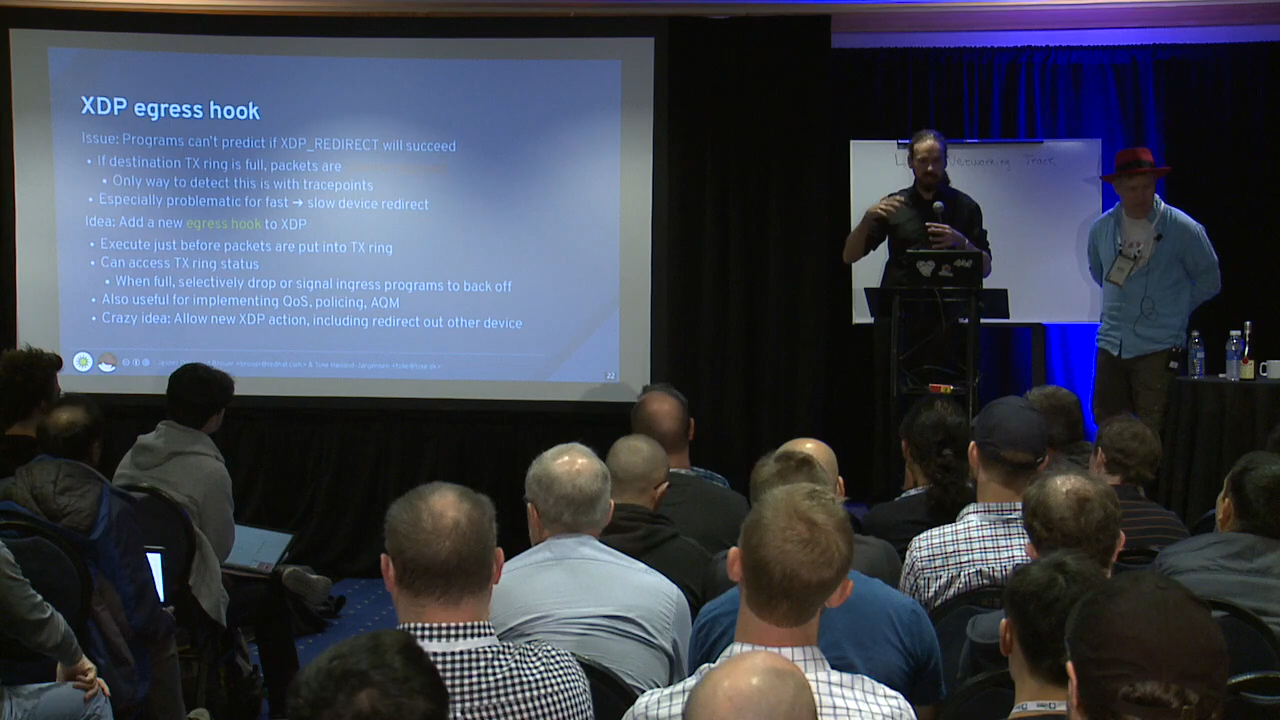 XDP egress hook
Issue: Programs can't predict if XDP_REDIRECT will succeed
• If destination TX ring is full, packets are
• Only way to detect this is with tracepoints
• Especially problematic for fast → slow device redirect
Idea: Add a new egress hook to XDP
• Execute just before packets are put into TX ring
• Can access TX ring status
• When full, selectively drop or signal ingress programs to back off
• Also useful for implementing QoS, policing, AQM
• Crazy idea: Allow new XDP action, including redirect out other device
22
Networking Track